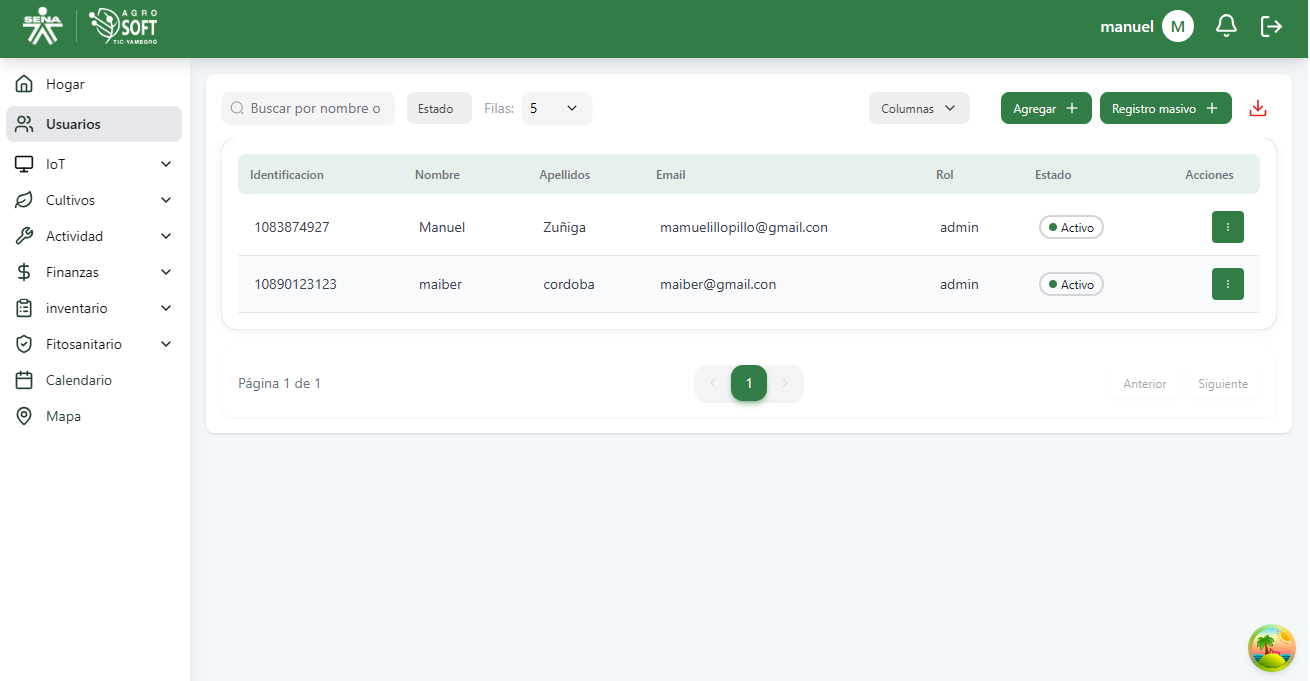 SENA
AGRO
SOFT
TIC-YAMBORÓ
manuel M
Hogar
Usuarios
IoT
Cultivos
Actividad
Finanzas
inventario
Fitosanitario
Calendario
Mapa
Buscar por nombre o Estado Filas: 5 Columnas Agregar + Registro masivo +
Identificacion Nombre Apellidos Email Rol Estado Acciones
1083874927 Manuel Zuñiga mamuelillopillo@gmail.con admin Activo
10890123123 maiber cordoba maiber@gmail.con admin Activo
Página 1 de 1 1 Anterior Siguiente